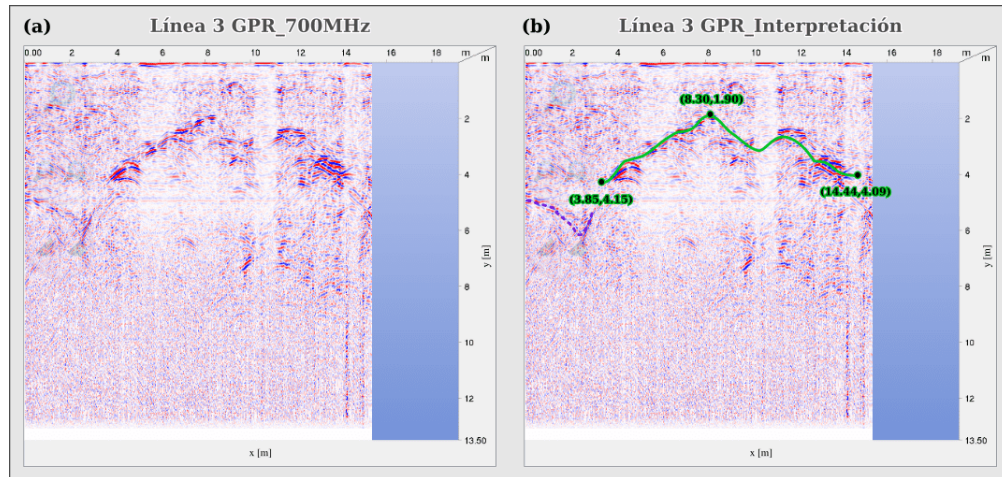 (a) Línea 3 GPR_700MHz
0.00 2 4 6 8 10 12 14 16 18 m
m
2
4
6
y [m]
8
10
12
13.50
x [m]
(b) Línea 3 GPR_Interpretación
0.00 2 4 6 8 10 12 14 16 18 m
m
(8.30,1.90)
2
4
(3.85,4.15)
(14.44,4.09)
6
y [m]
8
10
12
13.50
x [m]